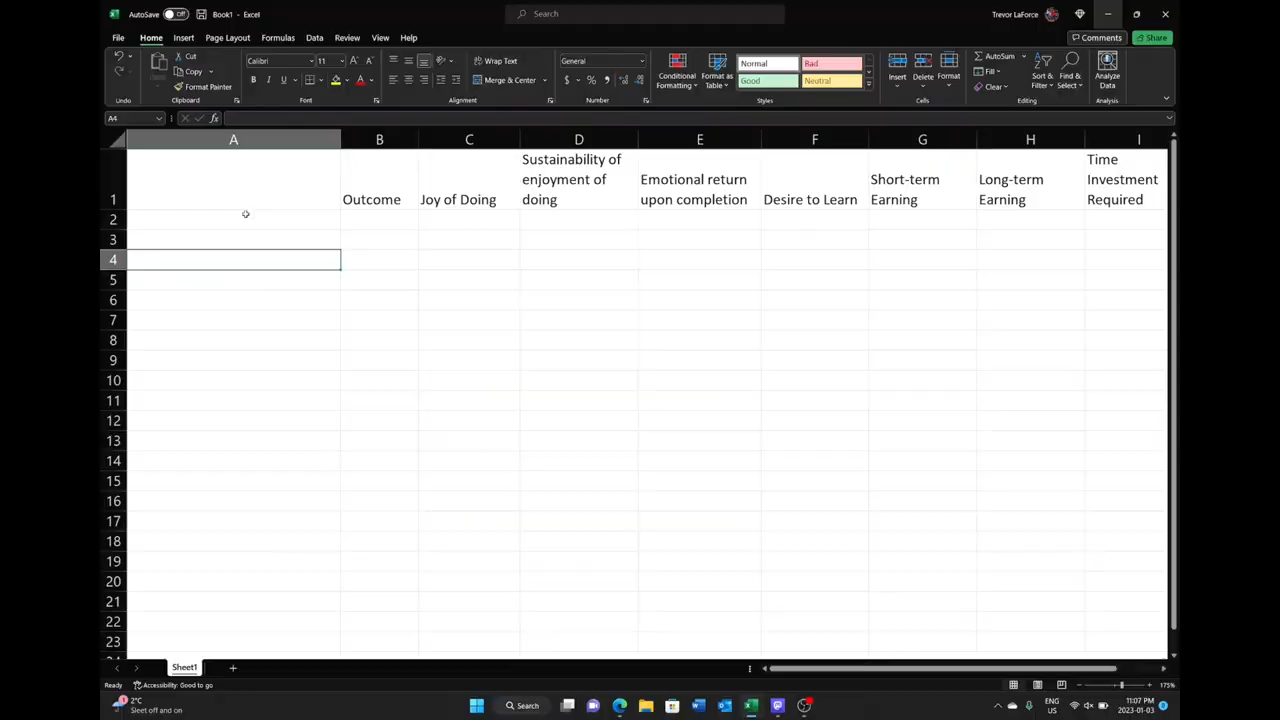 AutoSave Off Book1 - Excel Search Trevor LaForce
File Home Insert Page Layout Formulas Data Review View Help Comments Share
Cut
Copy
Format Painter
Undo Clipboard
Calibri 11
B I U
Font
Wrap Text
Merge & Center
Alignment
General
$ % ,
Number
Conditional Formatting
Format as Table
Normal Bad
Good Neutral
Styles
Insert Delete Format
Cells
AutoSum
Fill
Clear
Sort & Filter
Find & Select
Editing
Analyze Data
Analysis
A4 fx
A B C D E F G H I
1 Outcome Joy of Doing Sustainability of enjoyment of doing Emotional return upon completion Desire to Learn Short-term Earning Long-term Earning Time Investment Required
2
3
4
5
6
7
8
9
10
11
12
13
14
15
16
17
18
19
20
21
22
23
Sheet1
Ready Accessibility: Good to go 175%
2°C
Sleet off and on
Search
ENG
US
11:07 PM
2023-01-03